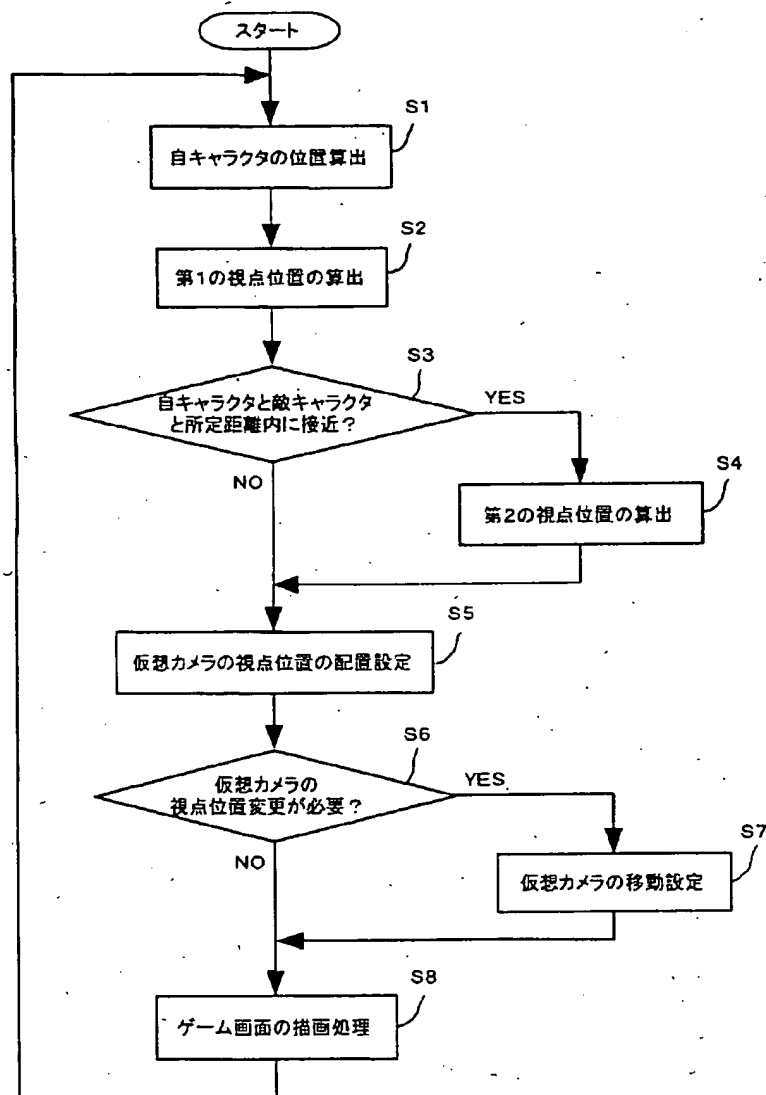 スタート
S1
自キャラクタの位置算出
S2
第1の視点位置の算出
S3
自キャラクタと敵キャラクタ
と所定距離内に接近？
YES
NO
S4
第2の視点位置の算出
S5
仮想カメラの視点位置の配置設定
S6
仮想カメラの
視点位置変更が必要？
YES
NO
S7
仮想カメラの移動設定
S8
ゲーム画面の描画処理